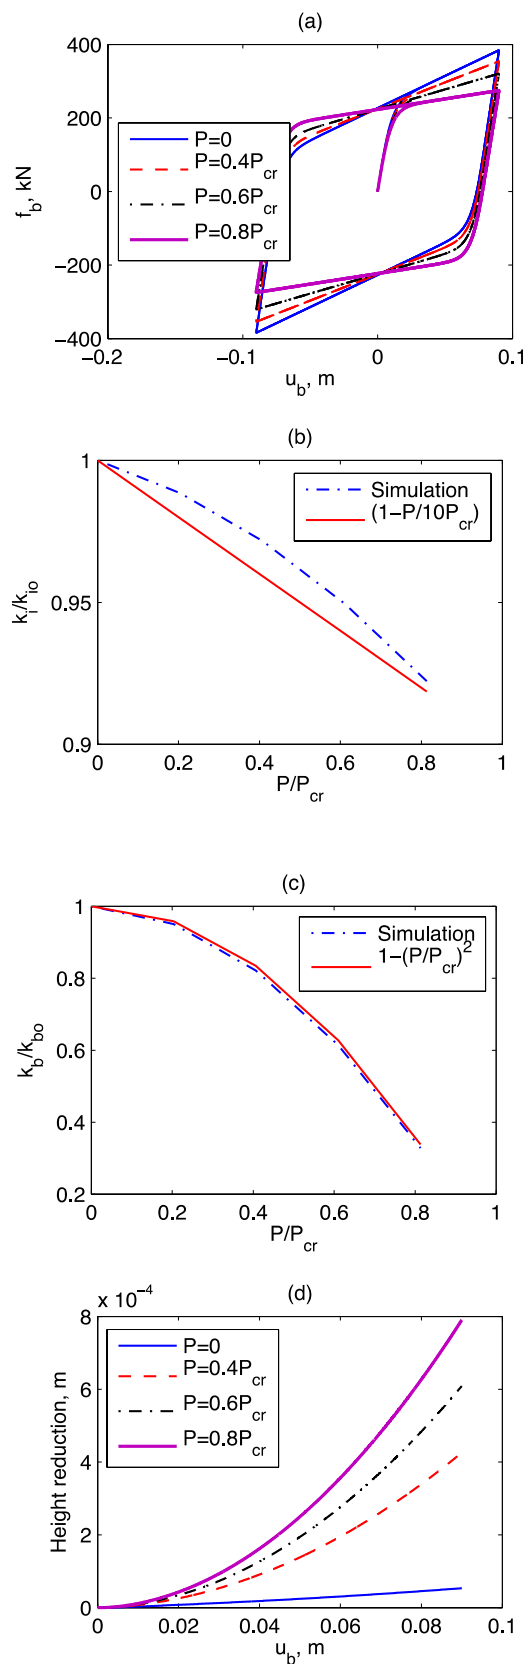 (a)
400
200
0
−200
−400
f_b, kN
P=0
P=0.4P_cr
P=0.6P_cr
P=0.8P_cr
−0.2
−0.1
0
0.1
u_b, m
(b)
1
0.95
0.9
k_i/k_io
Simulation
(1−P/10P_cr)
0
0.2
0.4
0.6
0.8
1
P/P_cr
(c)
1
0.8
0.6
0.4
0.2
k_b/k_bo
Simulation
1−(P/P_cr)^2
0
0.2
0.4
0.6
0.8
1
P/P_cr
x 10^−4
(d)
8
6
4
2
0
Height reduction, m
P=0
P=0.4P_cr
P=0.6P_cr
P=0.8P_cr
0
0.02
0.04
0.06
0.08
0.1
u_b, m